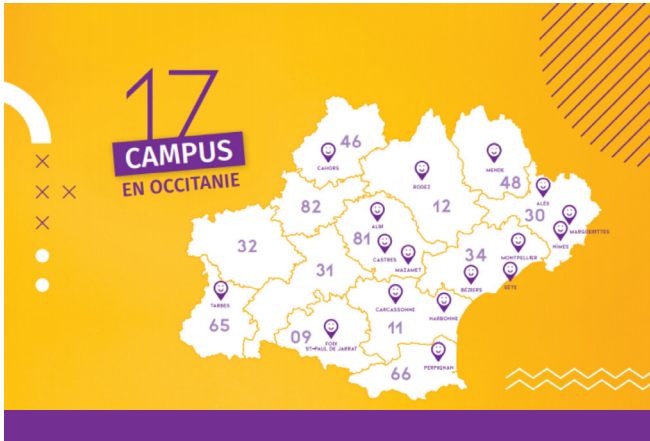 17
CAMPUS
EN OCCITANIE
46
CAHORS
MENDE
48
RODEZ
12
ALÈS
30
82
ALBI
81
MARGUERITTES
NÎMES
32
34
CASTRES
MAZAMET
MONTPELLIER
31
BÉZIERS
SÈTE
TARBES
65
CARCASSONNE
NARBONNE
11
09
FOIX
ST-PAUL DE JARRAT
66
PERPIGNAN